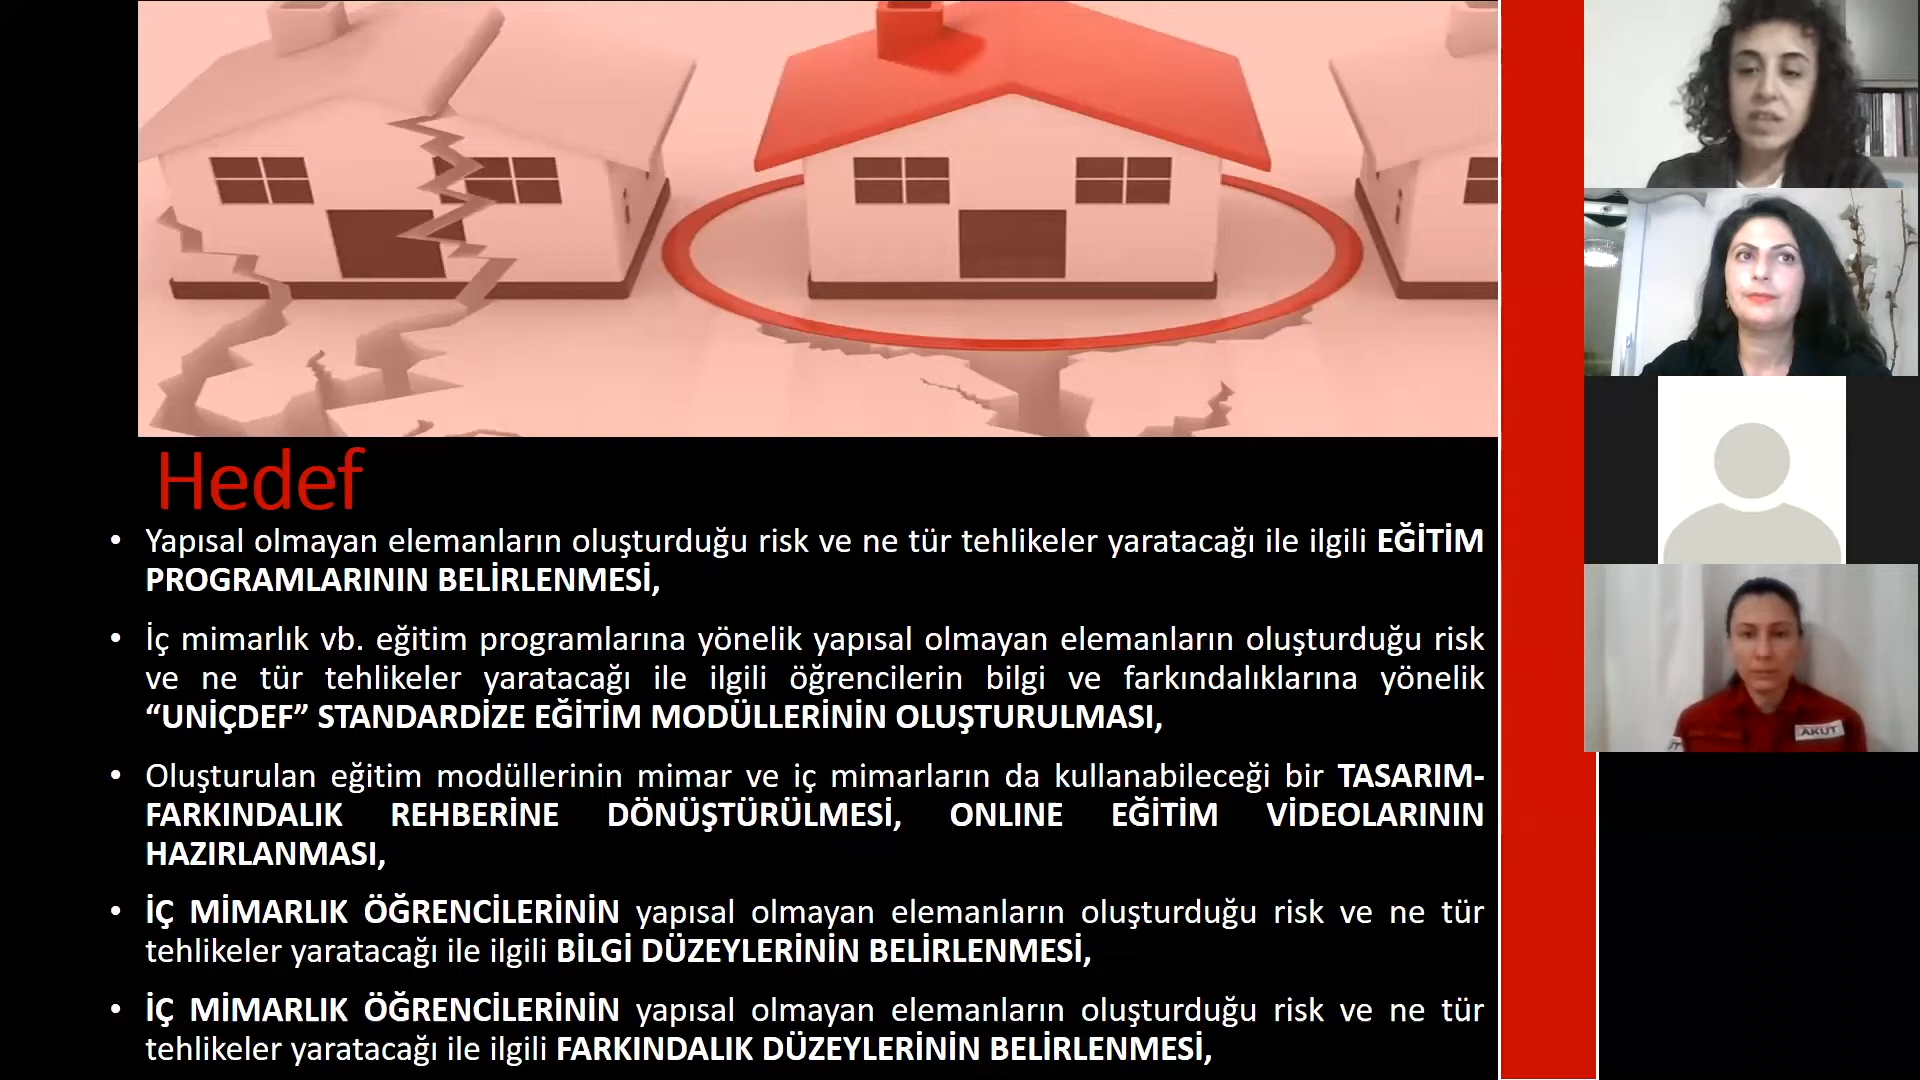 Hedef
• Yapısal olmayan elemanların oluşturduğu risk ve ne tür tehlikeler yaratacağı ile ilgili EĞİTİM
PROGRAMLARININ BELİRLENMESİ,
• İç mimarlık vb. eğitim programlarına yönelik yapısal olmayan elemanların oluşturduğu risk
ve ne tür tehlikeler yaratacağı ile ilgili öğrencilerin bilgi ve farkındalıklarına yönelik
“UNİÇDEF” STANDARDİZE EĞİTİM MODÜLLERİNİN OLUŞTURULMASI,
• Oluşturulan eğitim modüllerinin mimar ve iç mimarların da kullanabileceği bir TASARIM-
FARKINDALIK REHBERİNE DÖNÜŞTÜRÜLMESİ, ONLINE EĞİTİM VİDEOLARININ
HAZIRLANMASI,
• İÇ MİMARLIK ÖĞRENCİLERİNİN yapısal olmayan elemanların oluşturduğu risk ve ne tür
tehlikeler yaratacağı ile ilgili BİLGİ DÜZEYLERİNİN BELİRLENMESİ,
• İÇ MİMARLIK ÖĞRENCİLERİNİN yapısal olmayan elemanların oluşturduğu risk ve ne tür
tehlikeler yaratacağı ile ilgili FARKINDALIK DÜZEYLERİNİN BELİRLENMESİ,
AKUT